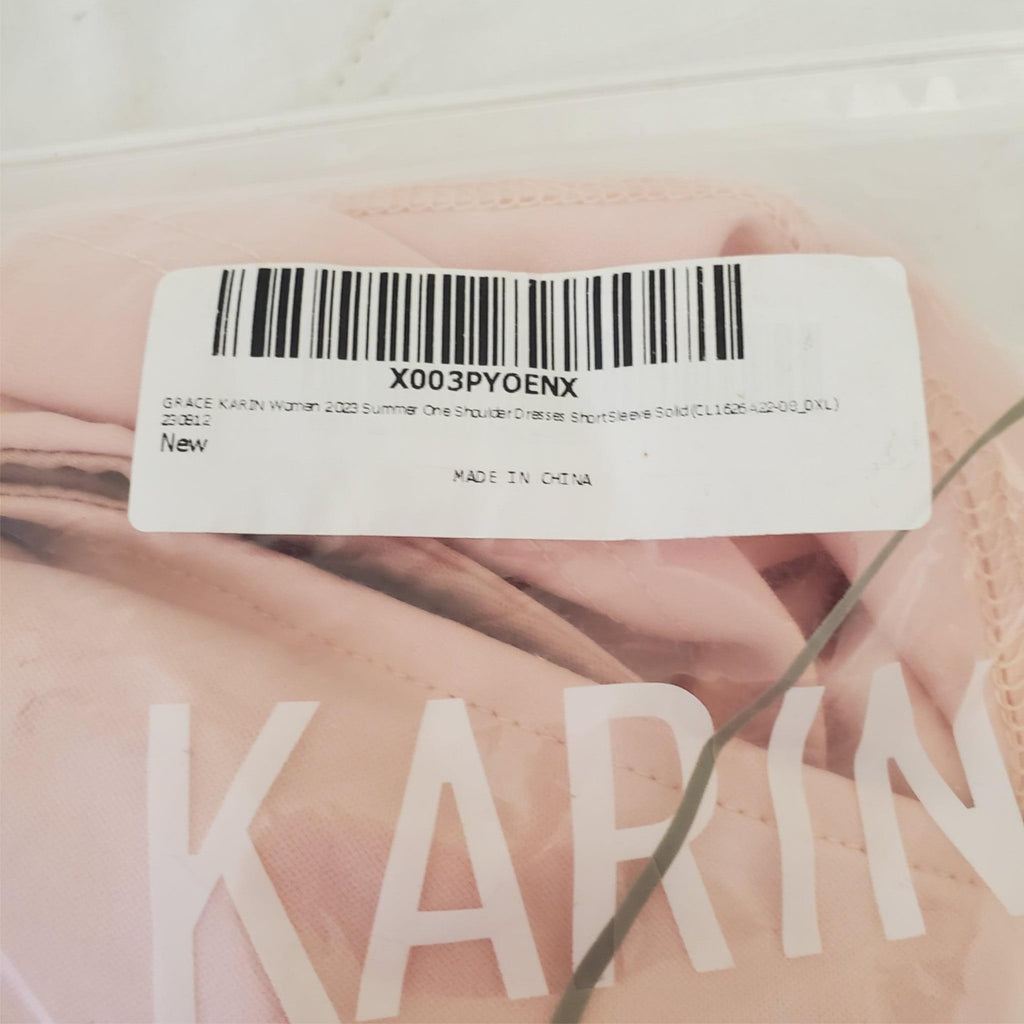 X003PYOENX
GRACE KARIN Women 2023 Summer One Shoulder Dresses Short Sleeve Solid (CL1626A22-09_DXL)
230812
New
MADE IN CHINA
KARIN